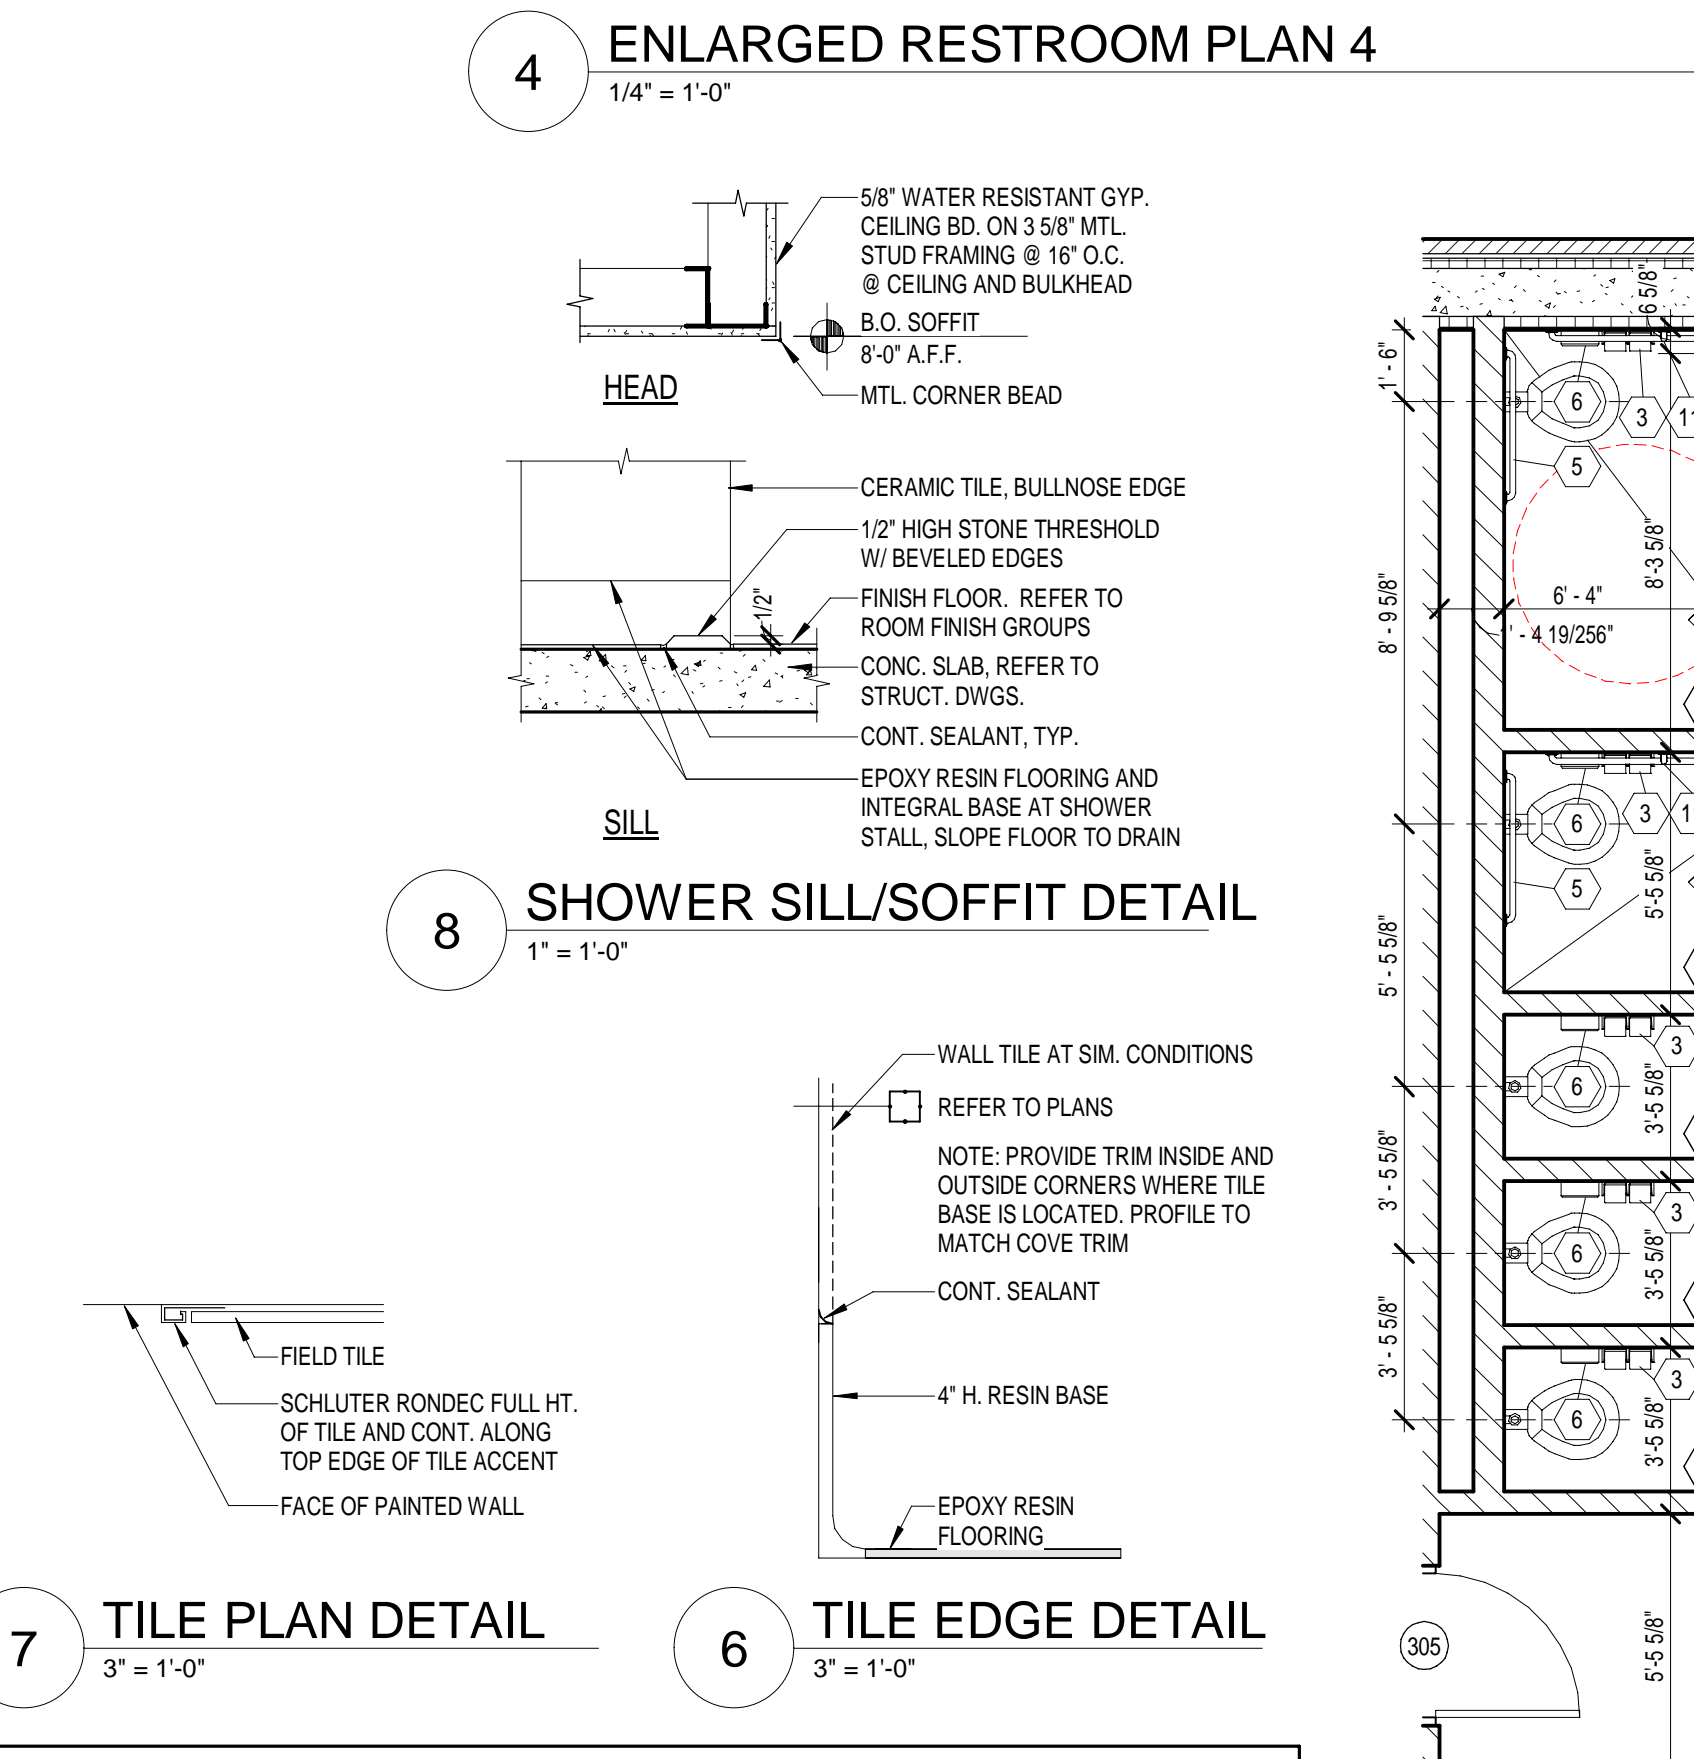 4
ENLARGED RESTROOM PLAN 4
1/4" = 1'-0"
5/8" WATER RESISTANT GYP.
CEILING BD. ON 3 5/8" MTL.
STUD FRAMING @ 16" O.C.
@ CEILING AND BULKHEAD
B.O. SOFFIT
8'-0" A.F.F.
MTL. CORNER BEAD
HEAD
CERAMIC TILE, BULLNOSE EDGE
1/2" HIGH STONE THRESHOLD
W/ BEVELED EDGES
1/2"
FINISH FLOOR. REFER TO
ROOM FINISH GROUPS
CONC. SLAB, REFER TO
STRUCT. DWGS.
CONT. SEALANT, TYP.
EPOXY RESIN FLOORING AND
INTEGRAL BASE AT SHOWER
STALL, SLOPE FLOOR TO DRAIN
SILL
8
SHOWER SILL/SOFFIT DETAIL
1" = 1'-0"
WALL TILE AT SIM. CONDITIONS
REFER TO PLANS
NOTE: PROVIDE TRIM INSIDE AND
OUTSIDE CORNERS WHERE TILE
BASE IS LOCATED. PROFILE TO
MATCH COVE TRIM
CONT. SEALANT
4" H. RESIN BASE
EPOXY RESIN
FLOORING
6
TILE EDGE DETAIL
3" = 1'-0"
FIELD TILE
SCHLUTER RONDEC FULL HT.
OF TILE AND CONT. ALONG
TOP EDGE OF TILE ACCENT
FACE OF PAINTED WALL
7
TILE PLAN DETAIL
3" = 1'-0"
6 5/8"
1' - 6"
6
3
11
5
8'-3 5/8"
8' - 9 5/8"
6' - 4"
' - 4 19/256"
6
3
1
5
5'-5 5/8"
5' - 5 5/8"
3
6
3'-5 5/8"
3' - 5 5/8"
3
6
3'-5 5/8"
3' - 5 5/8"
3
6
3'-5 5/8"
305
5'-5 5/8"